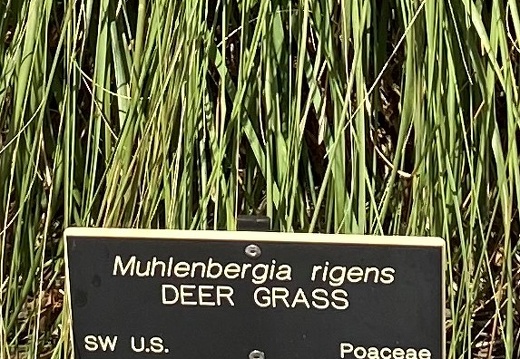 Muhlenbergia rigens
DEER GRASS
SW U.S. Poaceae